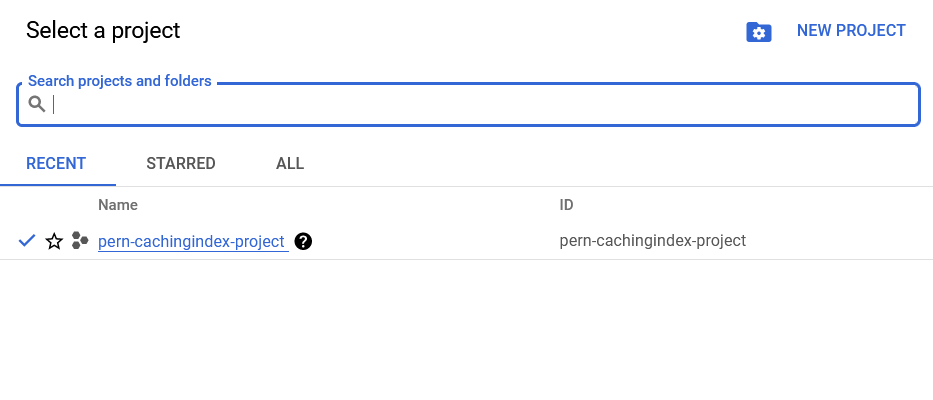 Select a project
NEW PROJECT
Search projects and folders
RECENT STARRED ALL
Name ID
pern-cachingindex-project ? pern-cachingindex-project